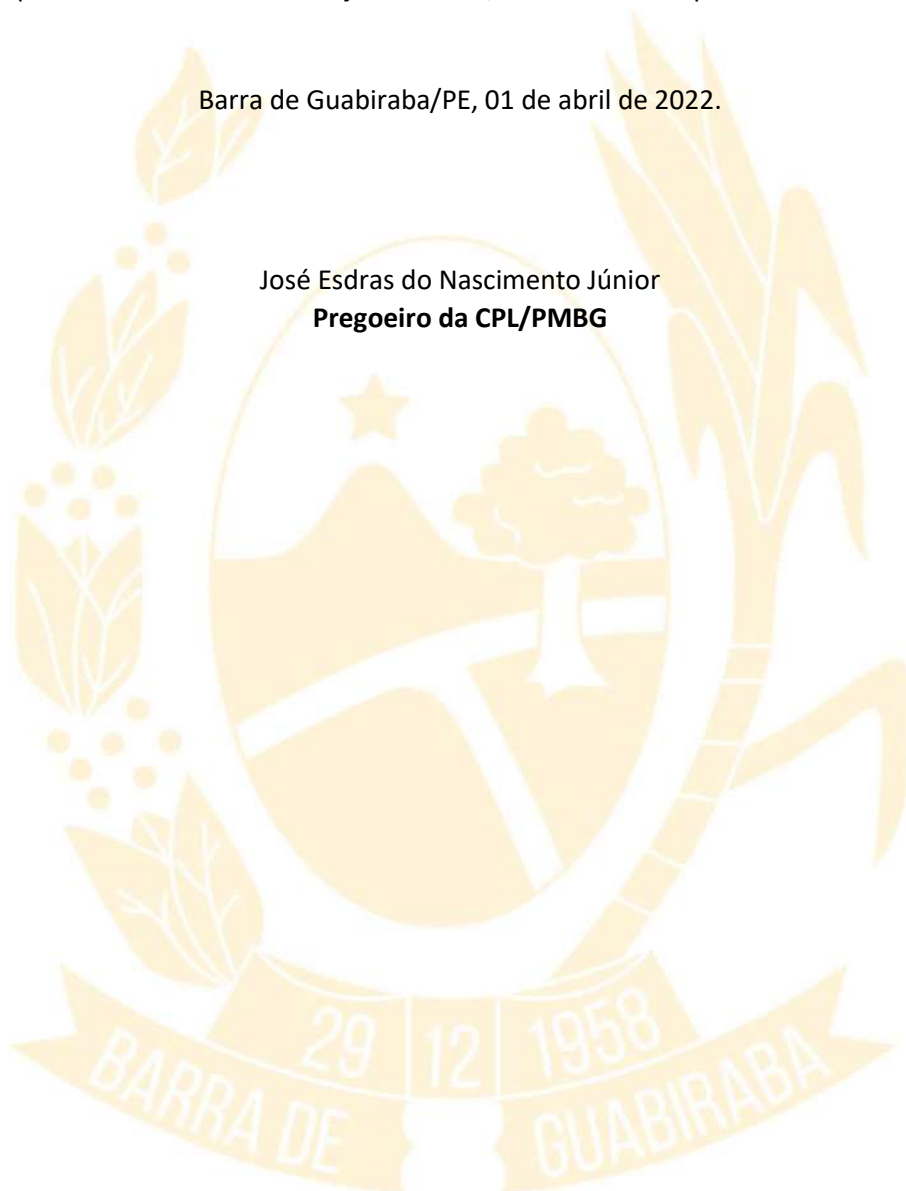 Barra de Guabiraba/PE, 01 de abril de 2022.
José Esdras do Nascimento Júnior
Pregoeiro da CPL/PMBG
29 12 1958
BARRA DE GUABIRABA